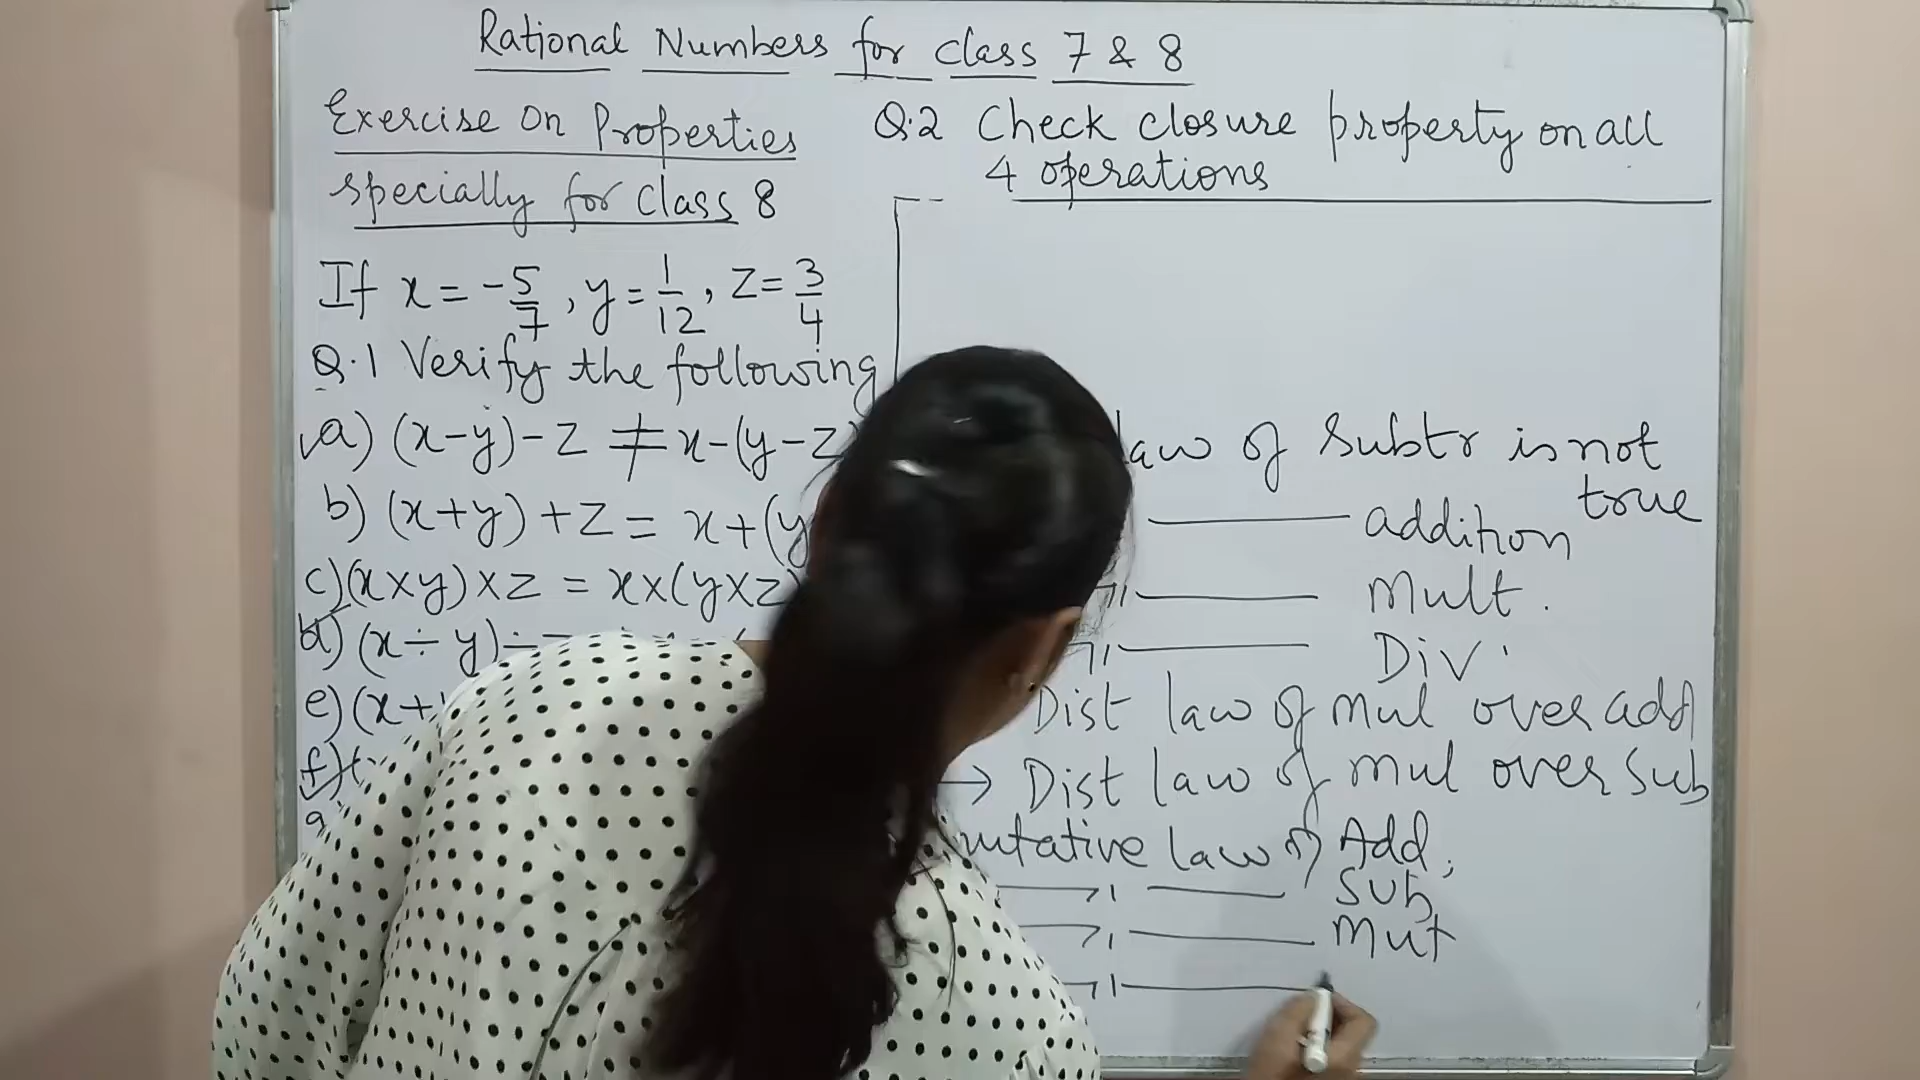 Rational Numbers for class 7 & 8
Exercise on Properties
specially for class 8
If x = -5/7, y = 1/12, z = 3/4
Q.1 Verify the following
a) (x-y)-z ≠ x-(y-z)
b) (x+y)+z = x+(y
c) (x×y)×z = x×(y×z)
d) (x÷y)÷
e) (x+
f)
Q.2 Check closure property on all
4 operations
law of Subtr is not
true
addition
Mult.
Div.
Dist law of mul over add
→ Dist law of mul over sub
mutative law of Add,
—"— Sub
—"— Mut
—"—